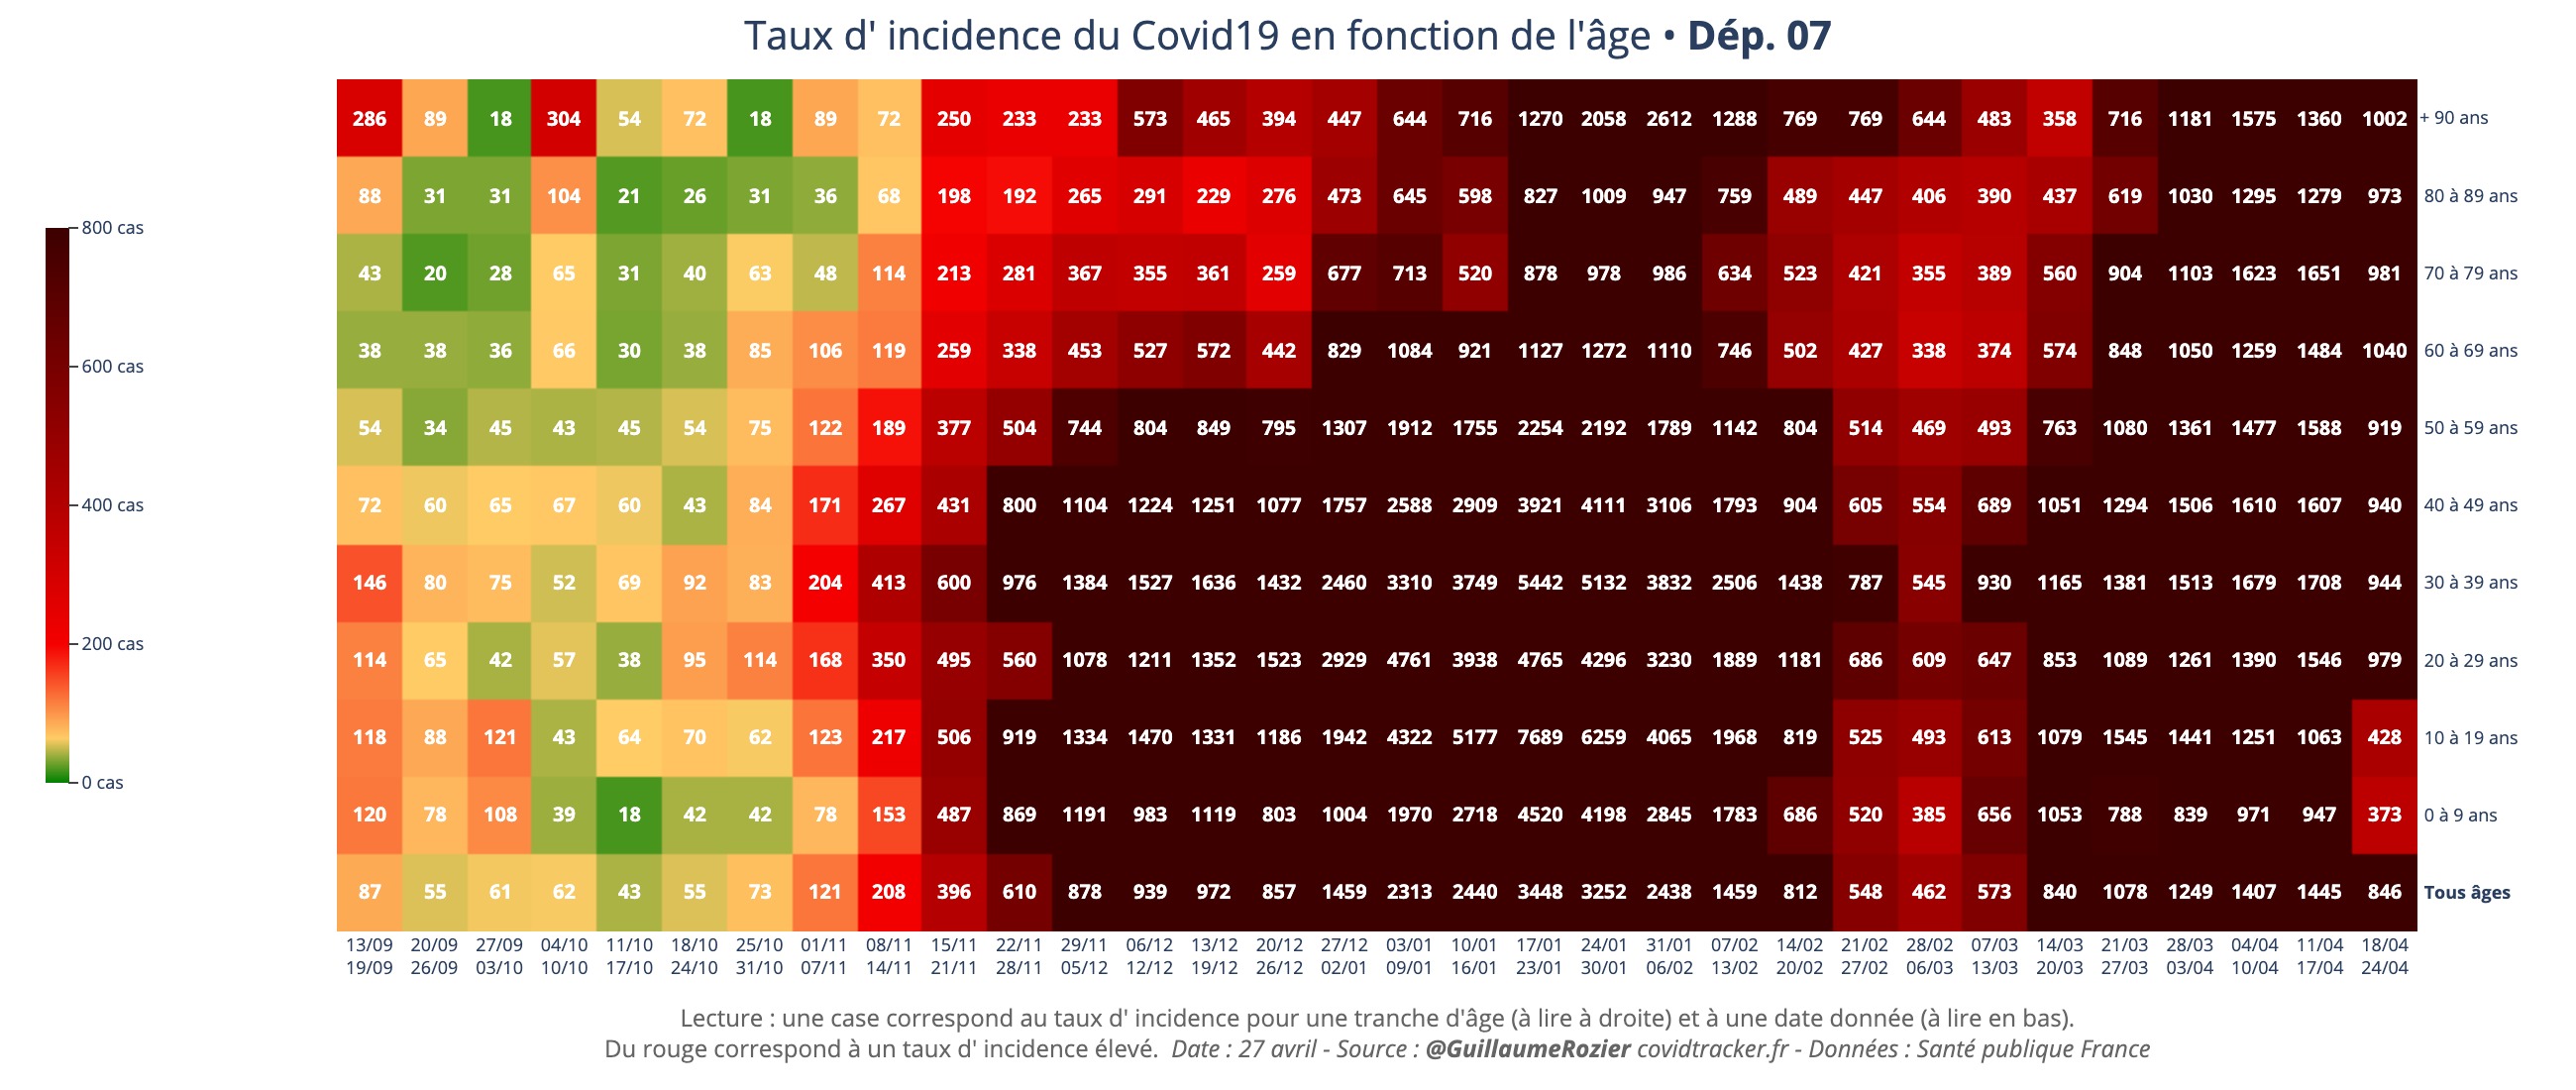 Taux d' incidence du Covid19 en fonction de l'âge • Dép. 07
286 89 18 304 54 72 18 89 72 250 233 233 573 465 394 447 644 716 1270 2058 2612 1288 769 769 644 483 358 716 1181 1575 1360 1002 + 90 ans
88 31 31 104 21 26 31 36 68 198 192 265 291 229 276 473 645 598 827 1009 947 759 489 447 406 390 437 619 1030 1295 1279 973 80 à 89 ans
800 cas
43 20 28 65 31 40 63 48 114 213 281 367 355 361 259 677 713 520 878 978 986 634 523 421 355 389 560 904 1103 1623 1651 981 70 à 79 ans
38 38 36 66 30 38 85 106 119 259 338 453 527 572 442 829 1084 921 1127 1272 1110 746 502 427 338 374 574 848 1050 1259 1484 1040 60 à 69 ans
600 cas
54 34 45 43 45 54 75 122 189 377 504 744 804 849 795 1307 1912 1755 2254 2192 1789 1142 804 514 469 493 763 1080 1361 1477 1588 919 50 à 59 ans
400 cas
72 60 65 67 60 43 84 171 267 431 800 1104 1224 1251 1077 1757 2588 2909 3921 4111 3106 1793 904 605 554 689 1051 1294 1506 1610 1607 940 40 à 49 ans
146 80 75 52 69 92 83 204 413 600 976 1384 1527 1636 1432 2460 3310 3749 5442 5132 3832 2506 1438 787 545 930 1165 1381 1513 1679 1708 944 30 à 39 ans
200 cas
114 65 42 57 38 95 114 168 350 495 560 1078 1211 1352 1523 2929 4761 3938 4765 4296 3230 1889 1181 686 609 647 853 1089 1261 1390 1546 979 20 à 29 ans
118 88 121 43 64 70 62 123 217 506 919 1334 1470 1331 1186 1942 4322 5177 7689 6259 4065 1968 819 525 493 613 1079 1545 1441 1251 1063 428 10 à 19 ans
0 cas
120 78 108 39 18 42 42 78 153 487 869 1191 983 1119 803 1004 1970 2718 4520 4198 2845 1783 686 520 385 656 1053 788 839 971 947 373 0 à 9 ans
87 55 61 62 43 55 73 121 208 396 610 878 939 972 857 1459 2313 2440 3448 3252 2438 1459 812 548 462 573 840 1078 1249 1407 1445 846 Tous âges
13/09 20/09 27/09 04/10 11/10 18/10 25/10 01/11 08/11 15/11 22/11 29/11 06/12 13/12 20/12 27/12 03/01 10/01 17/01 24/01 31/01 07/02 14/02 21/02 28/02 07/03 14/03 21/03 28/03 04/04 11/04 18/04
19/09 26/09 03/10 10/10 17/10 24/10 31/10 07/11 14/11 21/11 28/11 05/12 12/12 19/12 26/12 02/01 09/01 16/01 23/01 30/01 06/02 13/02 20/02 27/02 06/03 13/03 20/03 27/03 03/04 10/04 17/04 24/04
Lecture : une case correspond au taux d' incidence pour une tranche d'âge (à lire à droite) et à une date donnée (à lire en bas).
Du rouge correspond à un taux d' incidence élevé. Date : 27 avril - Source : @GuillaumeRozier covidtracker.fr - Données : Santé publique France